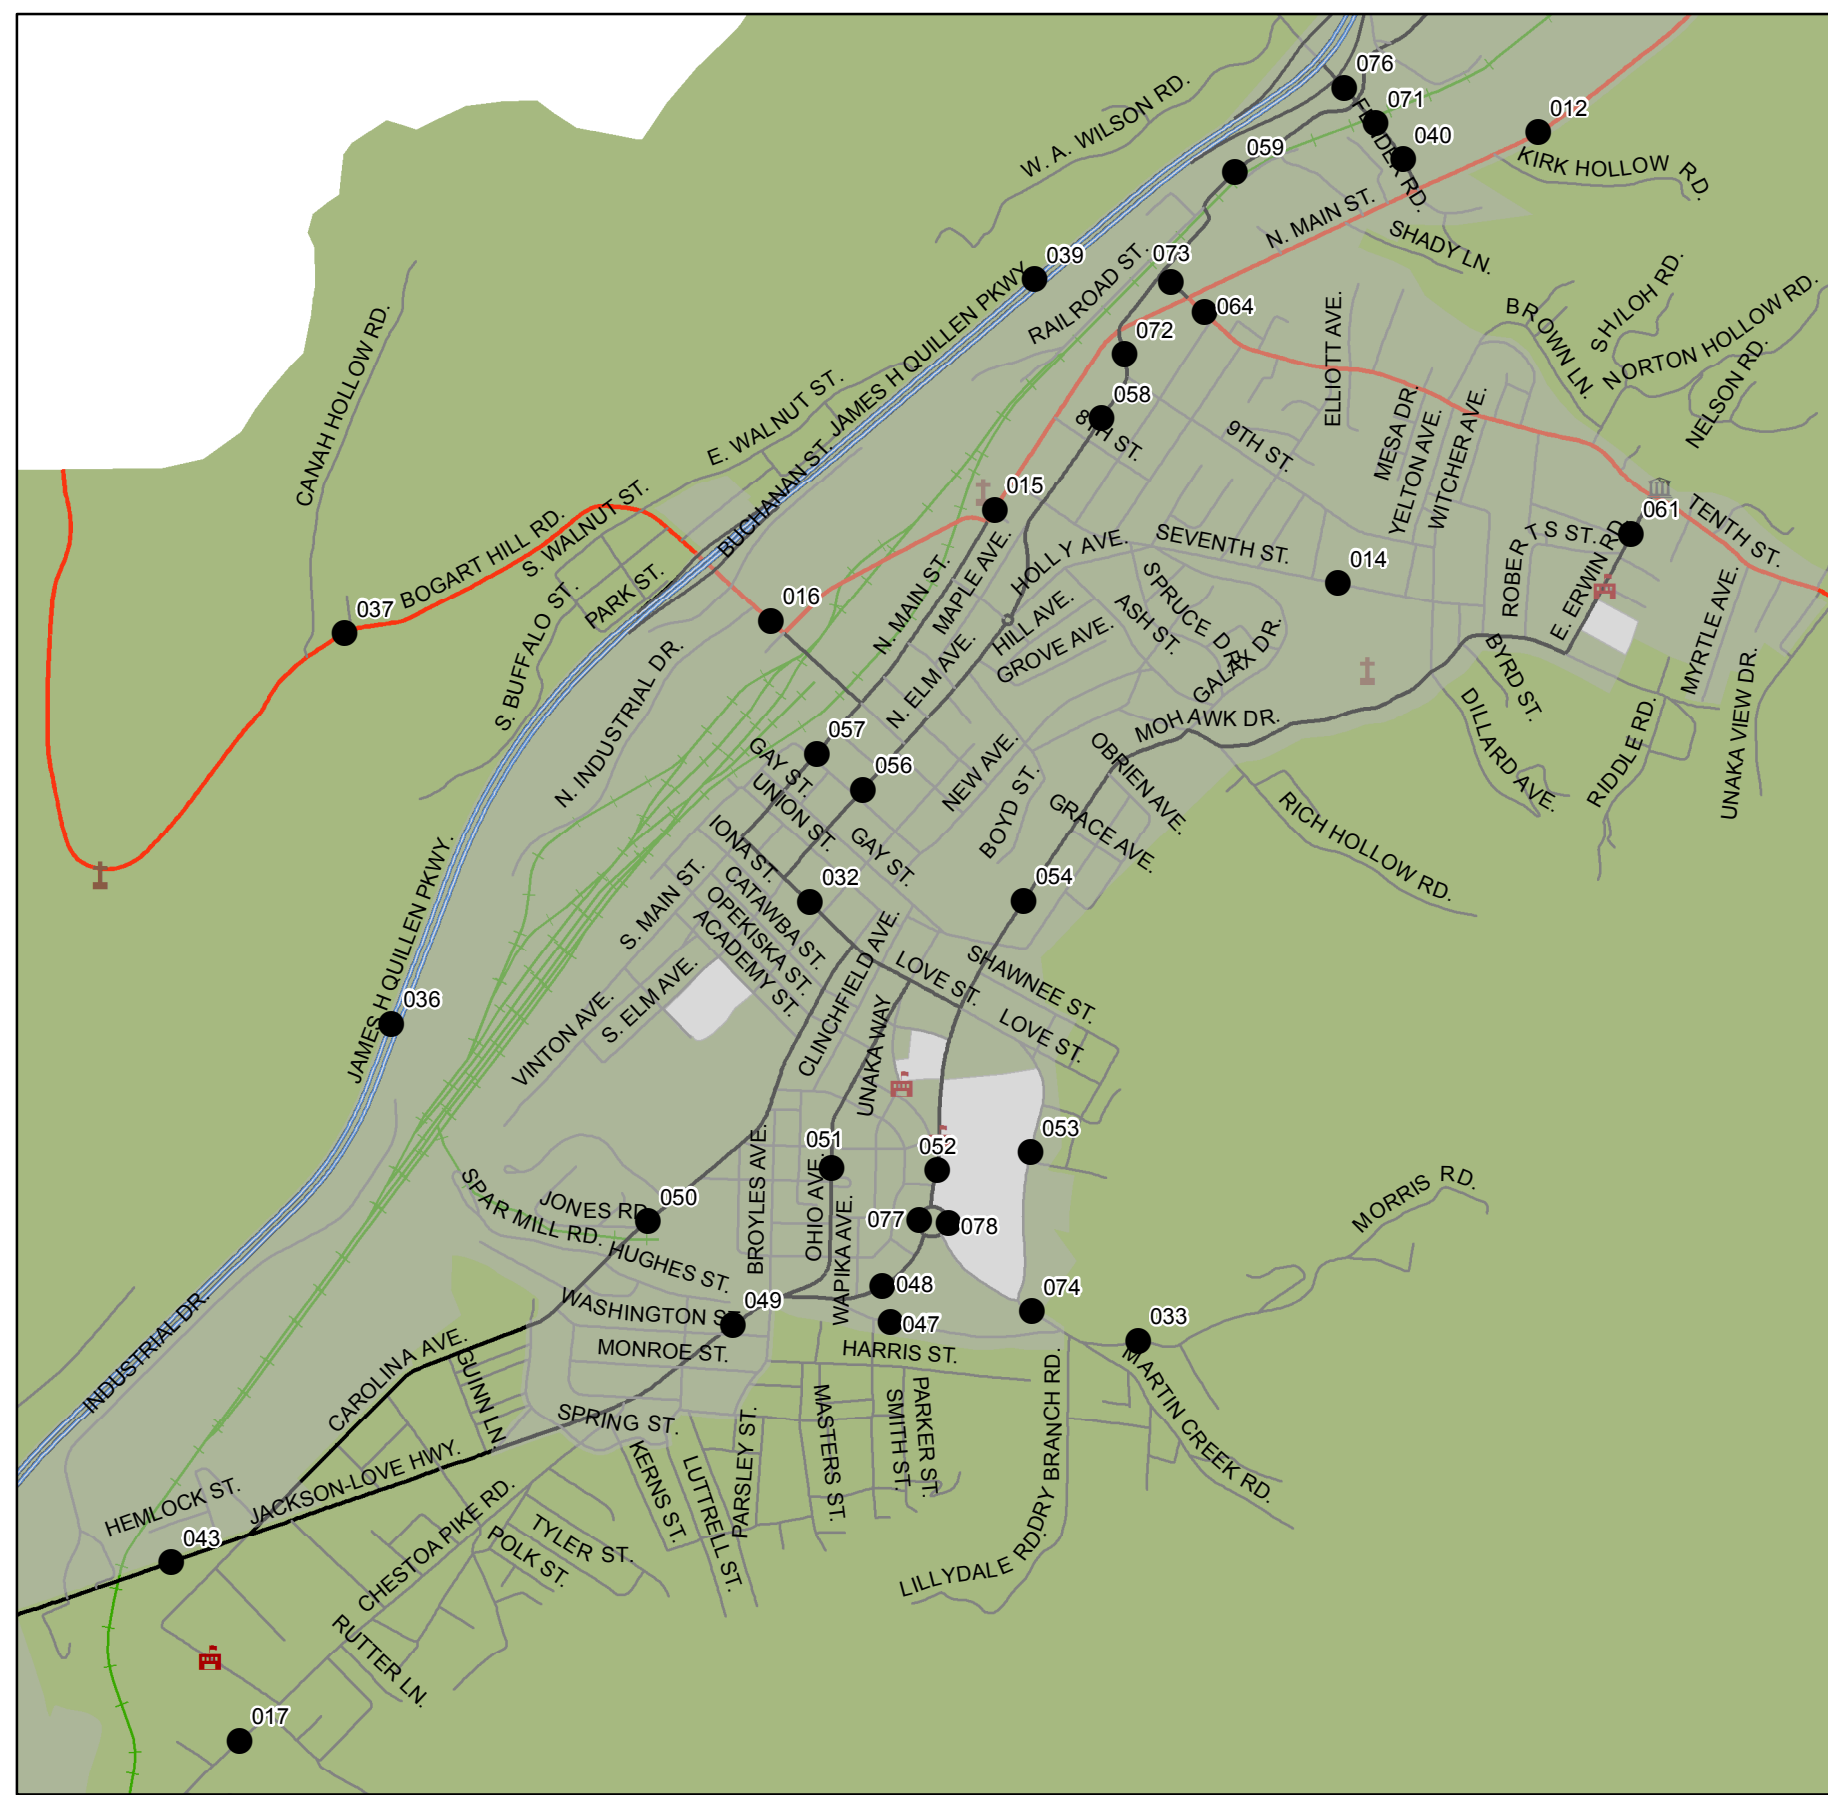 076
071
012
W. A. WILSON RD.
FENDER RD.
040
059
KIRK HOLLOW RD.
N. MAIN ST.
SHADY LN.
039
073
RAILROAD ST.
064
SHILOH RD.
NORTON HOLLOW RD.
BROWN LN.
NELSON RD.
ELLIOTT AVE.
072
CANAH HOLLOW RD.
JAMES H QUILLEN PKWY.
E. WALNUT ST.
058
8TH ST.
9TH ST.
MESA DR.
YELTON AVE.
WITCHER AVE.
015
061
TENTH ST.
BUCHANAN ST.
S. WALNUT ST.
BOGART HILL RD.
SEVENTH ST.
HOLLY AVE.
ROBERTS ST.
E. ERWIN RD.
014
MAPLE AVE.
N. MAIN ST.
PARK ST.
S. BUFFALO ST.
016
037
HILL AVE.
GROVE AVE.
ASH ST.
SPRUCE DR.
GALAX DR.
MYRTLE AVE.
BYRD ST.
UNAKA VIEW DR.
N. INDUSTRIAL DR.
N. ELM AVE.
MOHAWK DR.
DILLARD AVE.
RIDDLE RD.
057
056
GAY ST.
UNION ST.
NEW AVE.
BOYD ST.
OBRIEN AVE.
GRACE AVE.
RICH HOLLOW RD.
IONA ST.
GAY ST.
S. MAIN ST.
CATAWBA ST.
OPEKISKA ST.
ACADEMY ST.
032
054
JAMES H QUILLEN PKWY.
036
VINTON AVE.
S. ELM AVE.
CLINCHFIELD AVE.
UNAKA WAY
LOVE ST.
SHAWNEE ST.
LOVE ST.
051
052
053
BROYLES AVE.
OHIO AVE.
WAPIKA AVE.
MORRIS RD.
JONES RD.
050
SPAR MILL RD.
HUGHES ST.
077
078
048
074
033
049
047
WASHINGTON ST.
MONROE ST.
HARRIS ST.
INDUSTRIAL DR.
CAROLINA AVE.
GUINN LN.
SPRING ST.
MARTIN CREEK RD.
DRY BRANCH RD.
PARKER ST.
SMITH ST.
MASTERS ST.
PARSLEY ST.
LUTTRELL ST.
KERNS ST.
JACKSON-LOVE HWY.
HEMLOCK ST.
043
CHESTOA PIKE RD.
TYLER ST.
POLK ST.
LILLYDALE RD.
RUTTER LN.
017